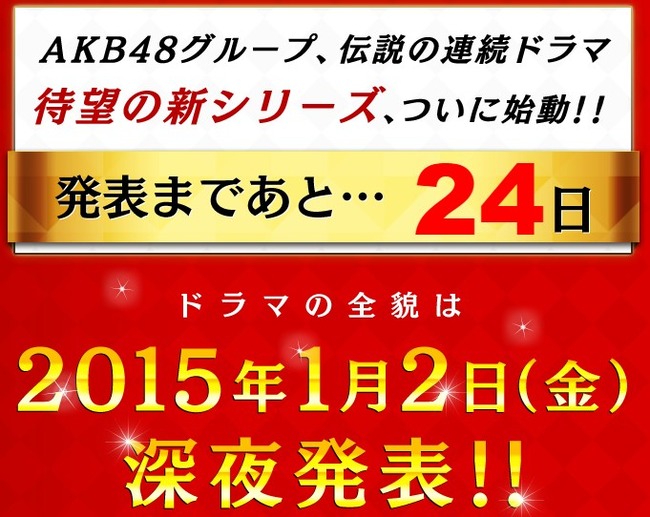 AKB48グループ、伝説の連続ドラマ
待望の新シリーズ、ついに始動!!
発表まであと… 24日
ドラマの全貌は
2015年1月2日(金)
深夜発表!!